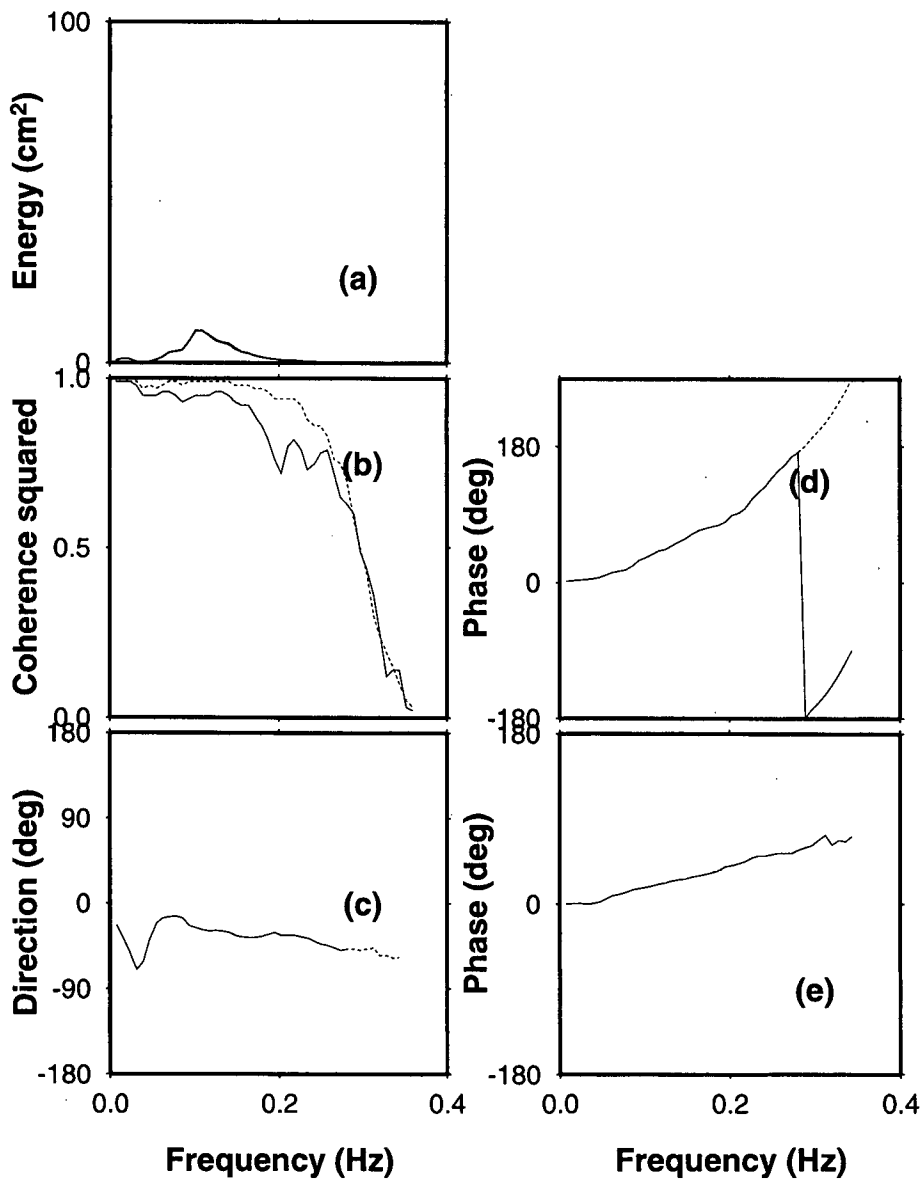 100
Energy (cm²)
(a)
0
1.0
Coherence squared
0.5
(b)
0.0
180
Phase (deg)
(d)
0
-180
180
90
Direction (deg)
0
(c)
-90
-180
0.0
0.2
0.4
Frequency (Hz)
180
Phase (deg)
0
(e)
-180
0.0
0.2
0.4
Frequency (Hz)